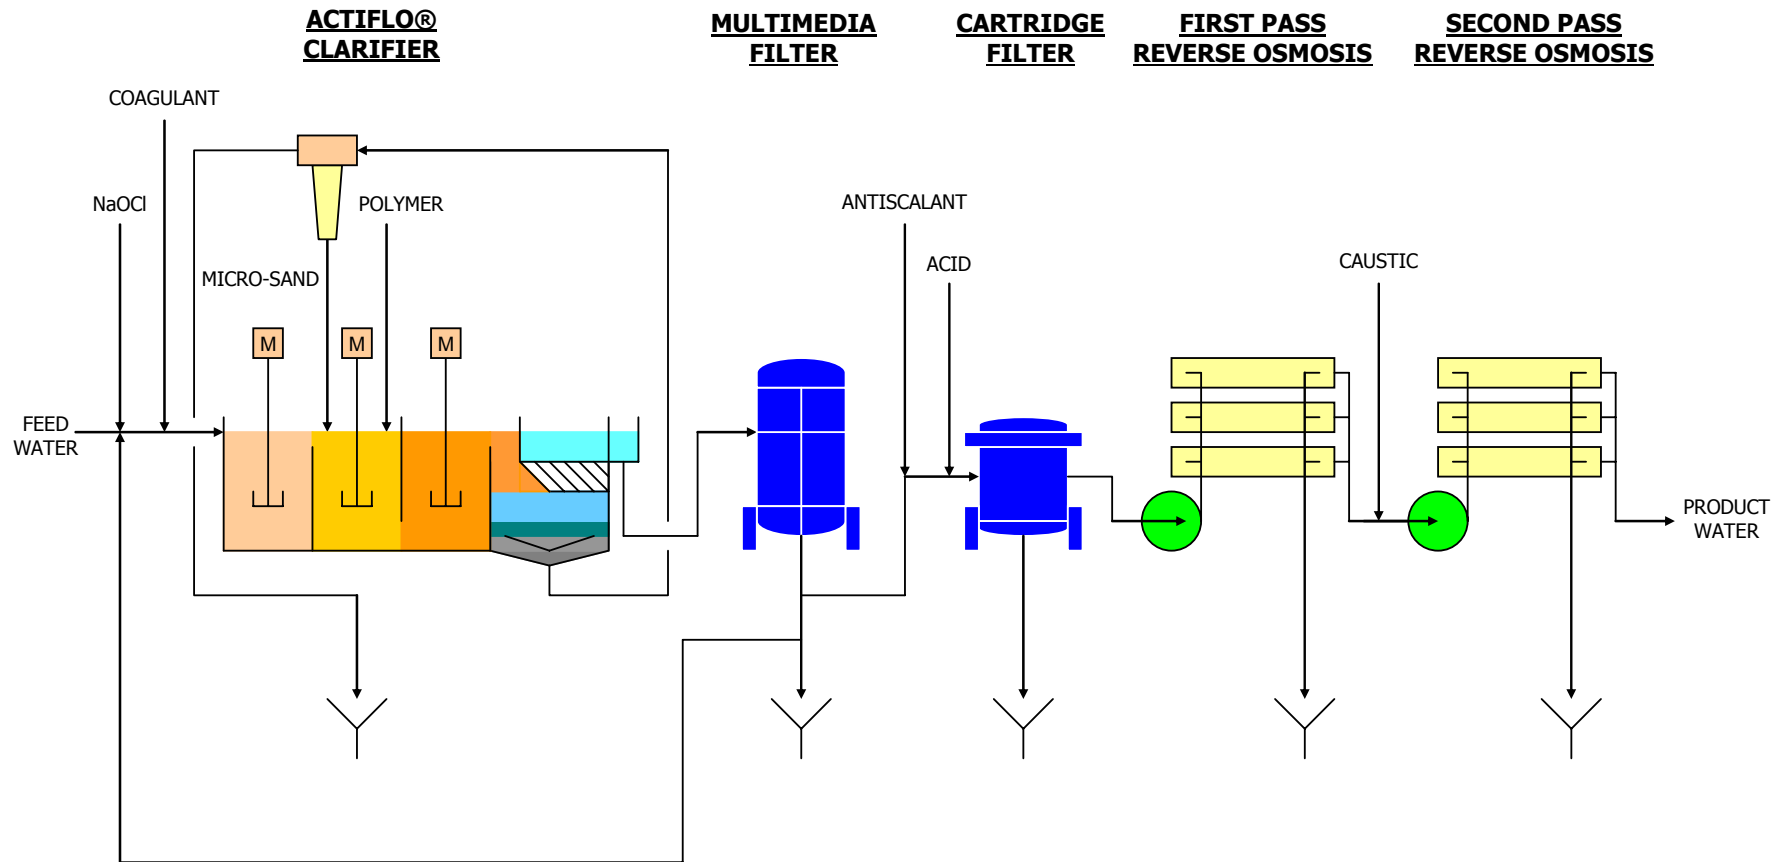 ACTIFLO®
CLARIFIER
MULTIMEDIA
FILTER
CARTRIDGE
FILTER
FIRST PASS
REVERSE OSMOSIS
SECOND PASS
REVERSE OSMOSIS
COAGULANT
NaOCl
POLYMER
ANTISCALANT
MICRO-SAND
ACID
CAUSTIC
M
M
M
FEED
WATER
PRODUCT
WATER